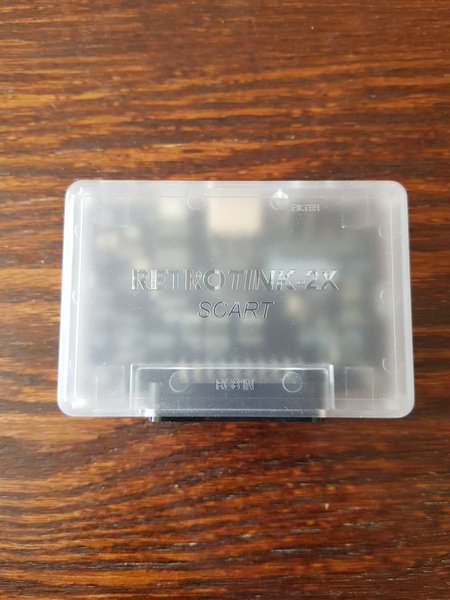 FILTER
RETROTINK-2X
SCART
RGB IN